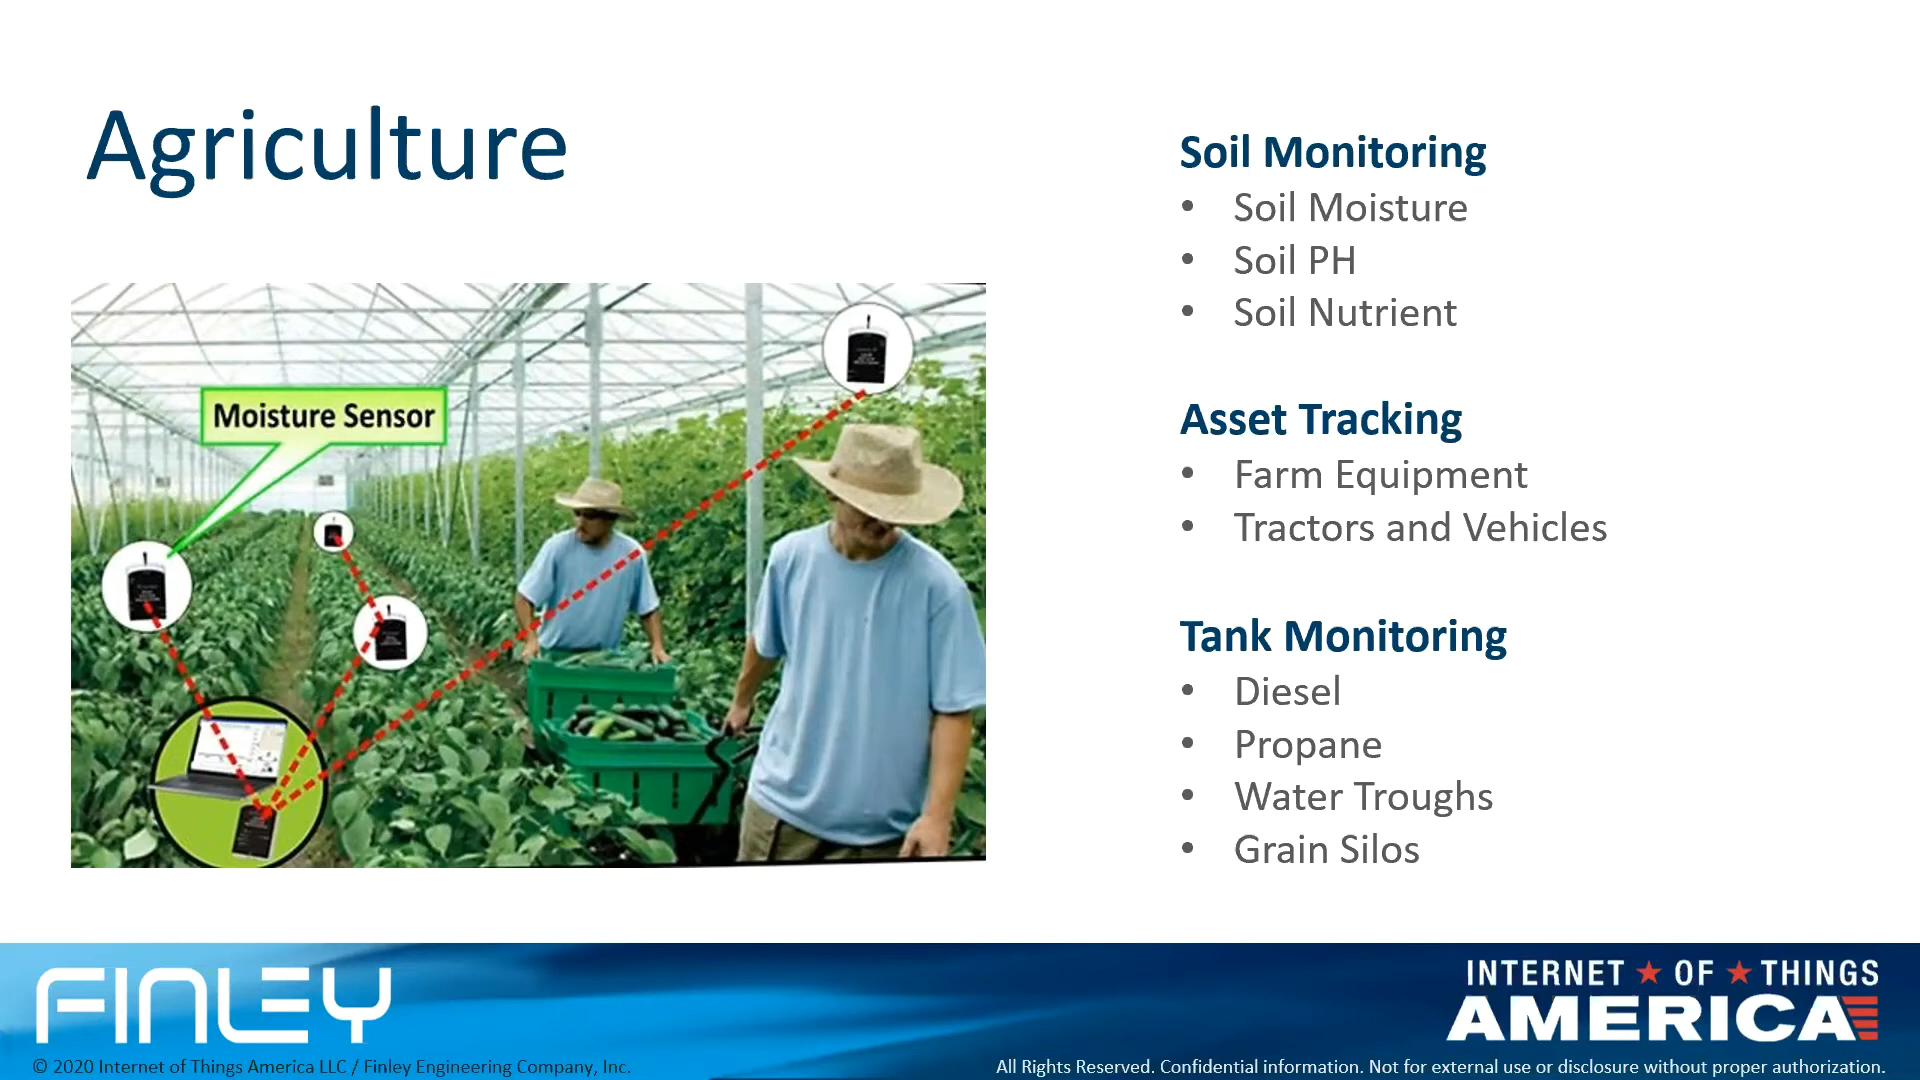 Agriculture
Moisture Sensor
Soil Monitoring
• Soil Moisture
• Soil PH
• Soil Nutrient
Asset Tracking
• Farm Equipment
• Tractors and Vehicles
Tank Monitoring
• Diesel
• Propane
• Water Troughs
• Grain Silos
FINLEY
INTERNET ★ OF ★ THINGS
AMERICA
© 2020 Internet of Things America LLC / Finley Engineering Company, Inc.
All Rights Reserved. Confidential information. Not for external use or disclosure without proper authorization.